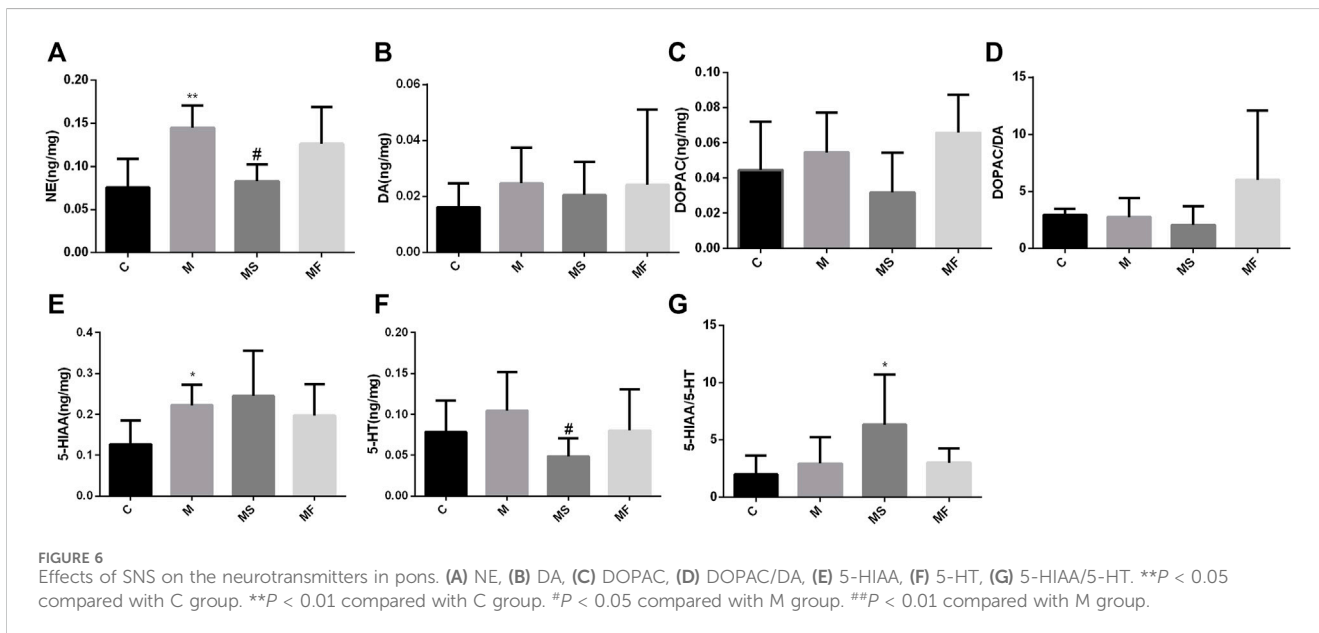 A
NE(ng/mg)
0.20
0.15
0.10
0.05
0.00
**
#
C
M
MS
MF
B
DA(ng/mg)
0.06
0.04
0.02
0.00
C
M
MS
MF
C
DOPAC(ng/mg)
0.10
0.08
0.06
0.04
0.02
0.00
C
M
MS
MF
D
DOPAC/DA
15
10
5
0
C
M
MS
MF
E
5-HIAA(ng/mg)
0.4
0.3
0.2
0.1
0.0
*
C
M
MS
MF
F
5-HT(ng/mg)
0.20
0.15
0.10
0.05
0.00
#
C
M
MS
MF
G
5-HIAA/5-HT
15
10
5
0
*
C
M
MS
MF
FIGURE 6
Effects of SNS on the neurotransmitters in pons. (A) NE, (B) DA, (C) DOPAC, (D) DOPAC/DA, (E) 5-HIAA, (F) 5-HT, (G) 5-HIAA/5-HT. **P < 0.05
compared with C group. **P < 0.01 compared with C group. #P < 0.05 compared with M group. ##P < 0.01 compared with M group.